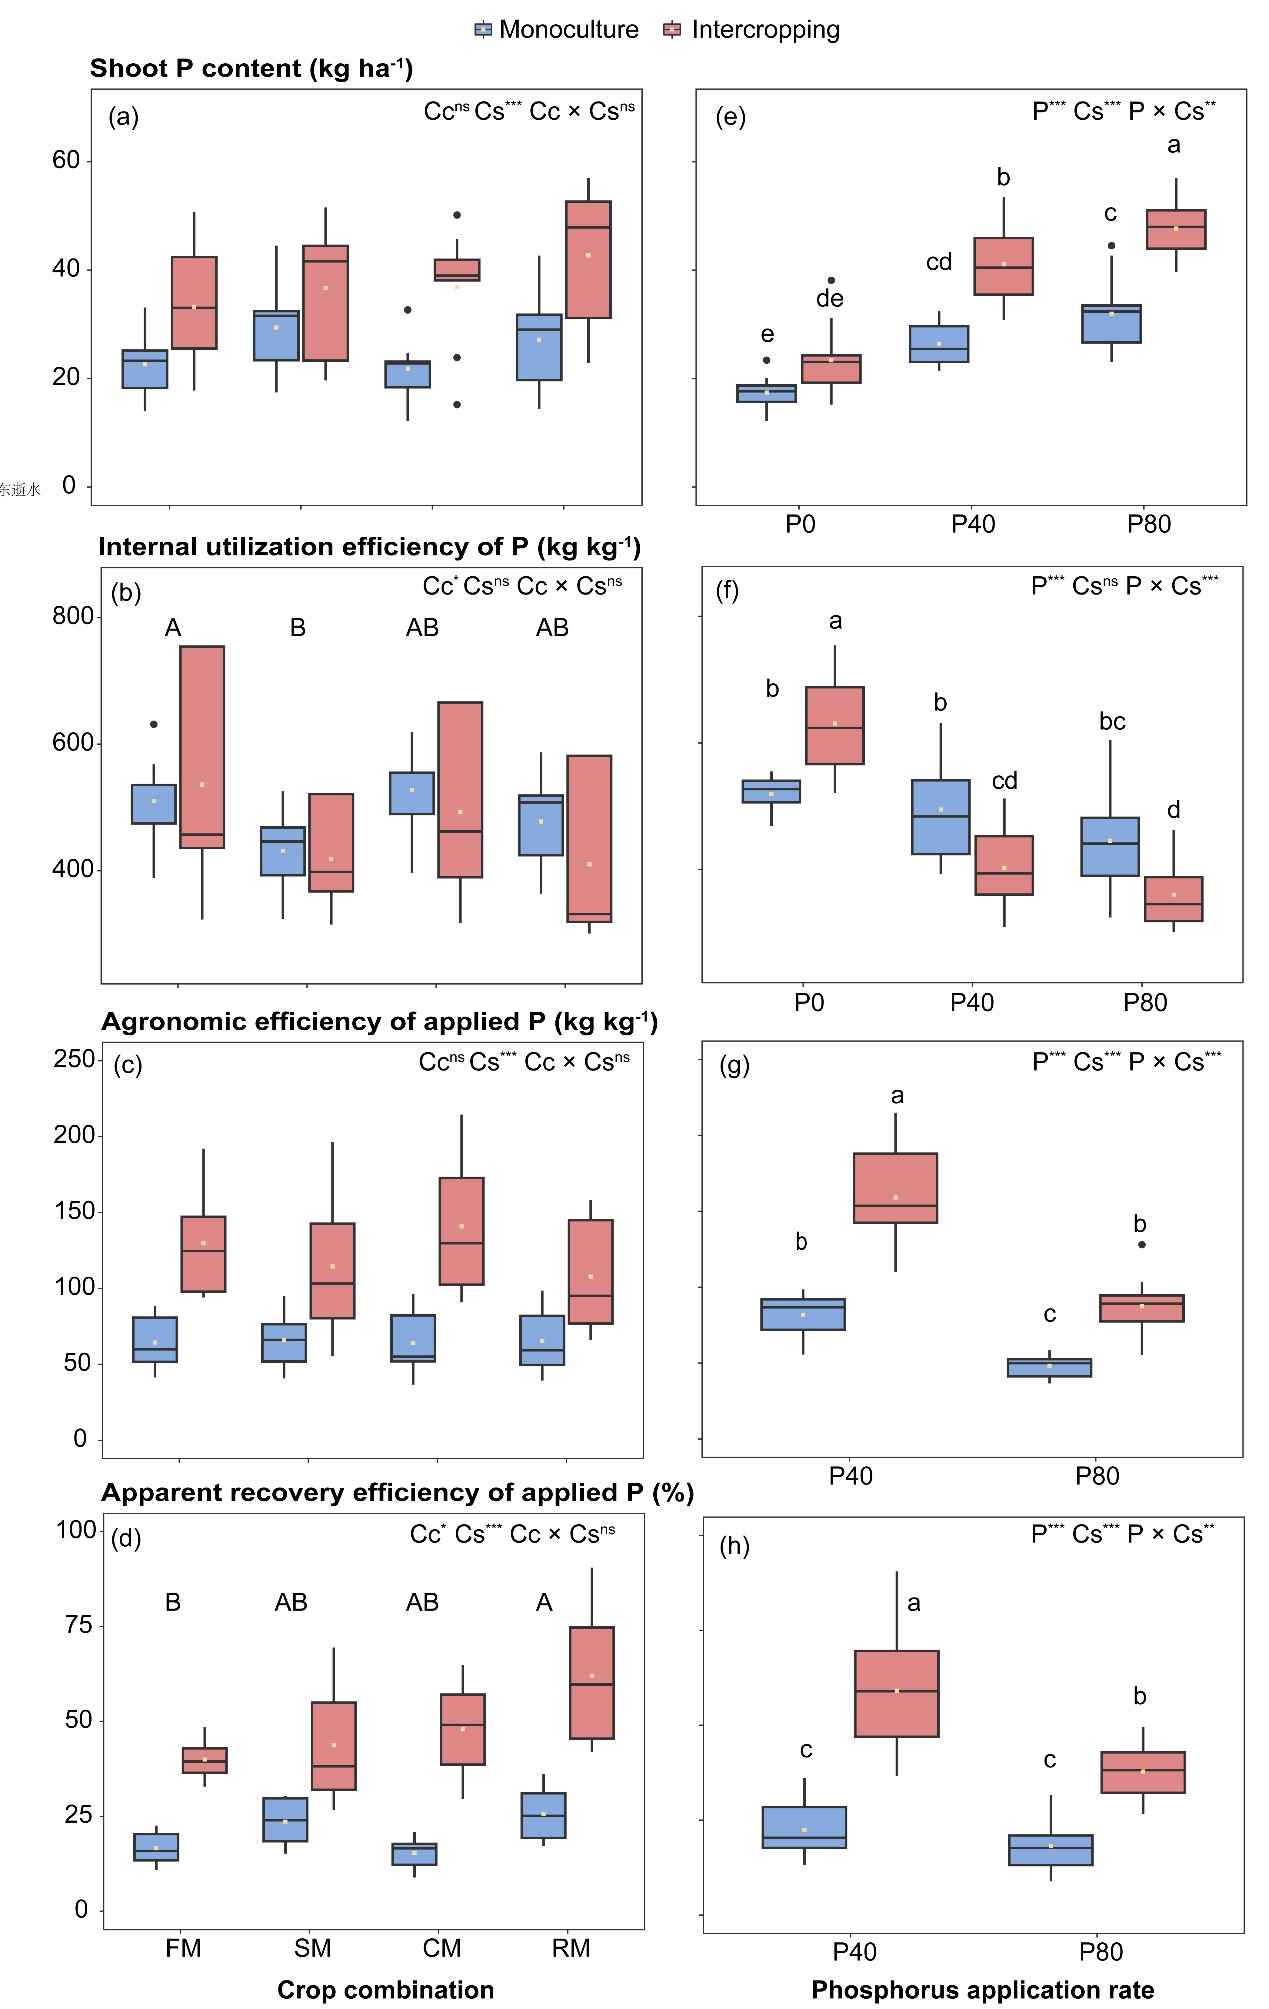 Monoculture Intercropping
Shoot P content (kg ha⁻¹)
(a) Ccⁿˢ Cs*** Cc × Csⁿˢ
60
40
20
0
东逝水
(e) P*** Cs*** P × Cs**
e de cd b c a
P0 P40 P80
Internal utilization efficiency of P (kg kg⁻¹)
(b) Cc* Csⁿˢ Cc × Csⁿˢ
A B AB AB
800
600
400
(f) P*** Csⁿˢ P × Cs***
b a b cd bc d
P0 P40 P80
Agronomic efficiency of applied P (kg kg⁻¹)
(c) Ccⁿˢ Cs*** Cc × Csⁿˢ
250
200
150
100
50
0
(g) P*** Cs*** P × Cs***
b a c b
P40 P80
Apparent recovery efficiency of applied P (%)
(d) Cc* Cs*** Cc × Csⁿˢ
B AB AB A
100
75
50
25
0
FM SM CM RM
Crop combination
(h) P*** Cs*** P × Cs**
c a c b
P40 P80
Phosphorus application rate